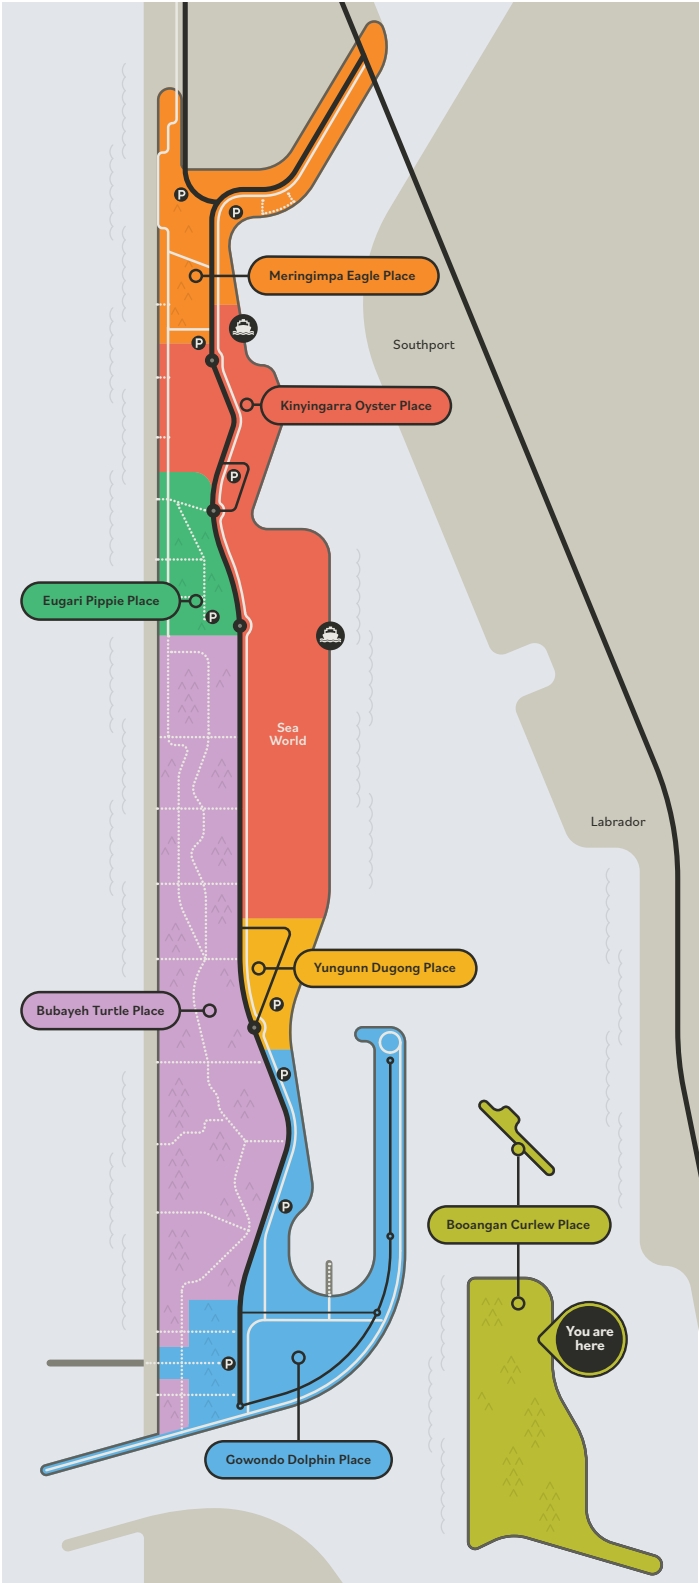 P
P
Meringimpa Eagle Place
P
Southport
Kinyingarra Oyster Place
P
Eugari Pippie Place
P
Sea
World
Labrador
Yungunn Dugong Place
P
Bubayeh Turtle Place
P
P
Booangan Curlew Place
You are
here
P
Gowondo Dolphin Place